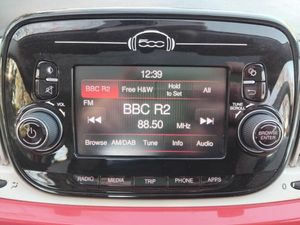 500
12:39
BBC R2 Free H&W Hold to Set All
FM
BBC R2
88.50 MHz
VOL
TUNE SCROLL
BROWSE ENTER
Browse AM/DAB Tune Info Audio
RADIO MEDIA TRIP PHONE APPS